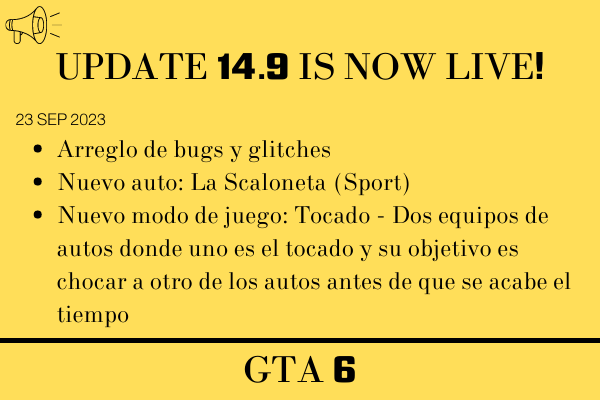 UPDATE 14.9 IS NOW LIVE!
23 SEP 2023
• Arreglo de bugs y glitches
• Nuevo auto: La Scaloneta (Sport)
• Nuevo modo de juego: Tocado - Dos equipos de
autos donde uno es el tocado y su objetivo es
chocar a otro de los autos antes de que se acabe el
tiempo
GTA 6